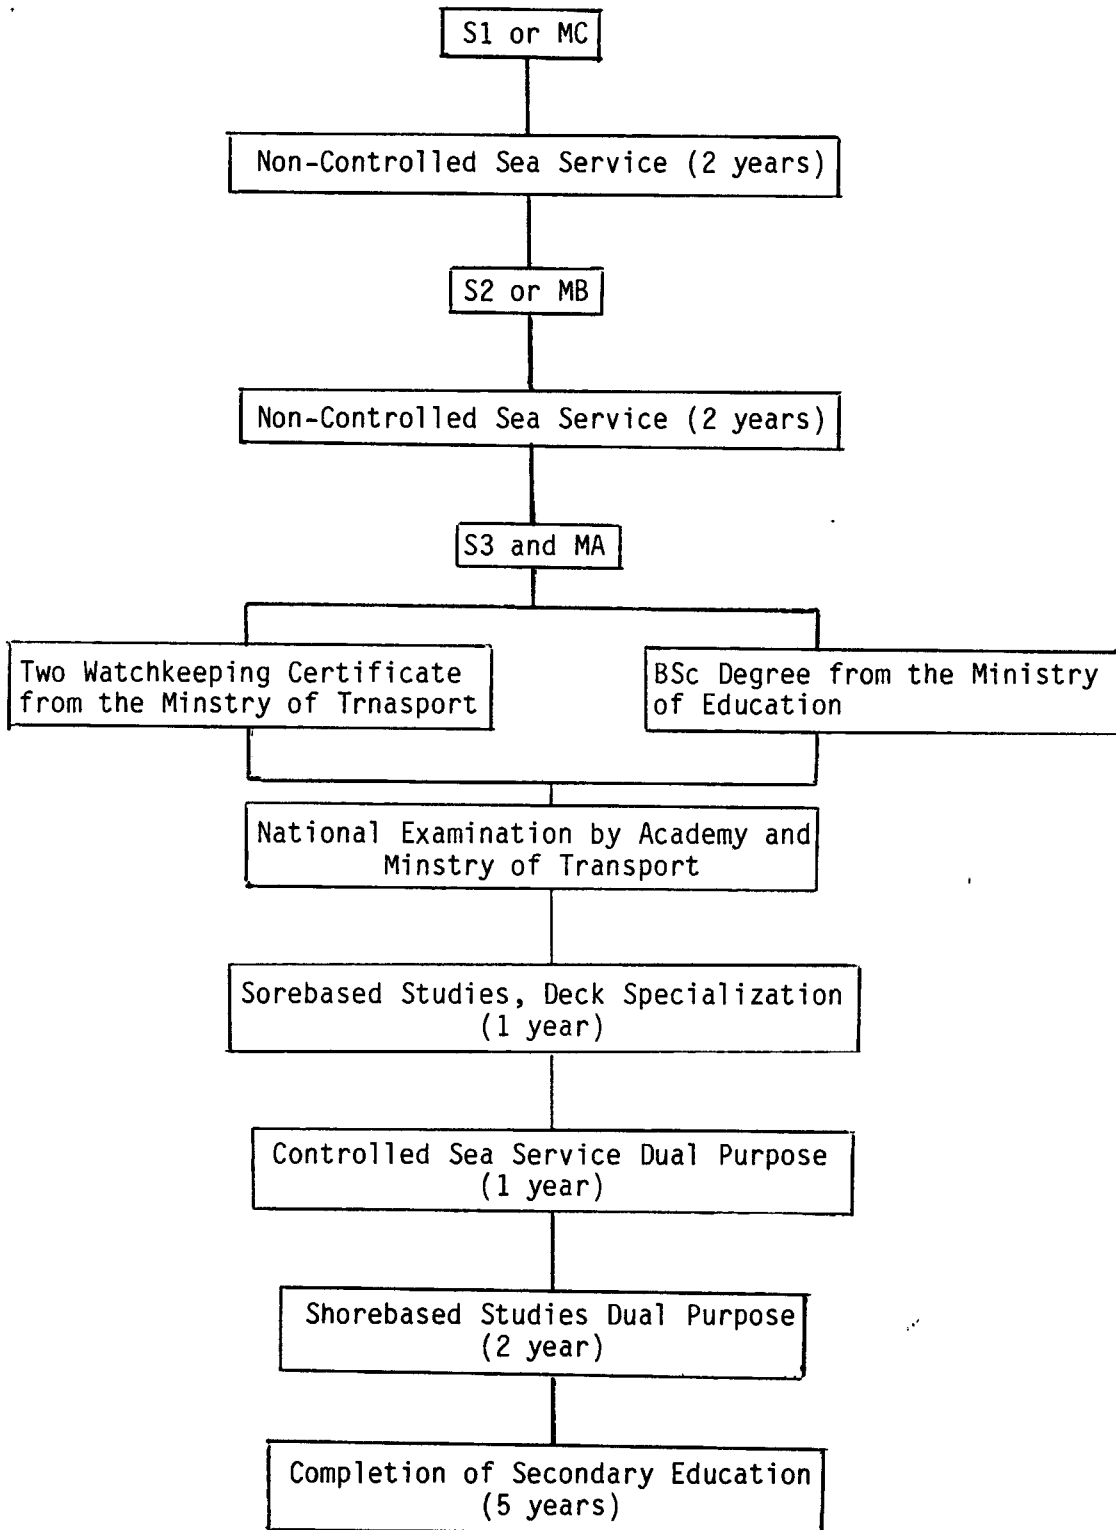 S1 or MC
Non-Controlled Sea Service (2 years)
S2 or MB
Non-Controlled Sea Service (2 years)
S3 and MA
Two Watchkeeping Certificate
from the Minstry of Trnasport
BSc Degree from the Ministry
of Education
National Examination by Academy and
Minstry of Transport
Sorebased Studies, Deck Specialization
(1 year)
Controlled Sea Service Dual Purpose
(1 year)
Shorebased Studies Dual Purpose
(2 year)
Completion of Secondary Education
(5 years)